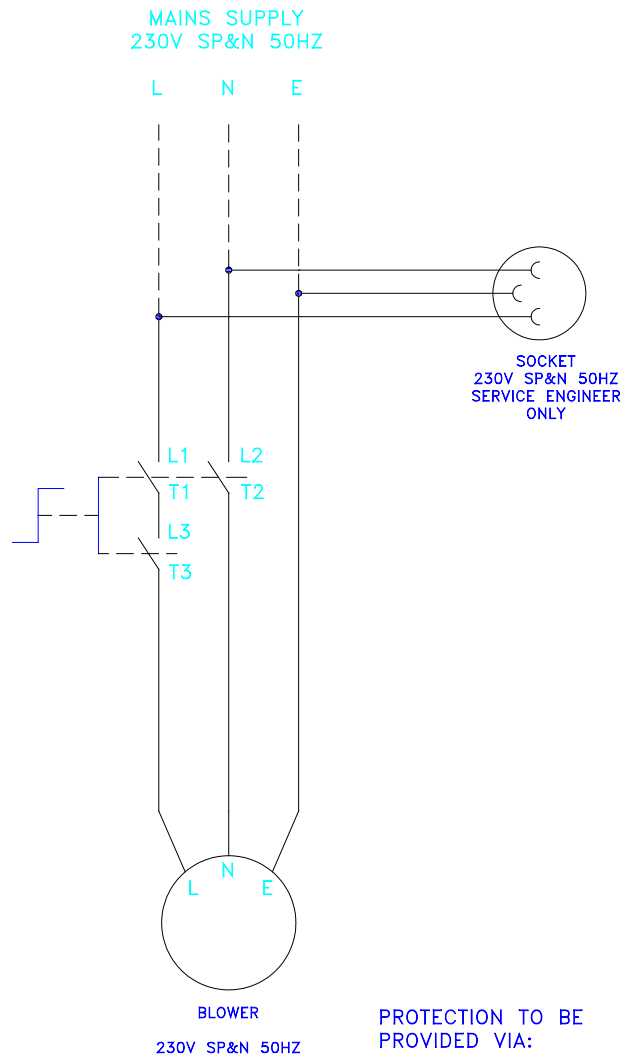 MAINS SUPPLY
230V SP&N 50HZ
L N E
SOCKET
230V SP&N 50HZ
SERVICE ENGINEER
ONLY
L1 L2
T1 T2
L3
T3
L N E
BLOWER
230V SP&N 50HZ
PROTECTION TO BE
PROVIDED VIA: